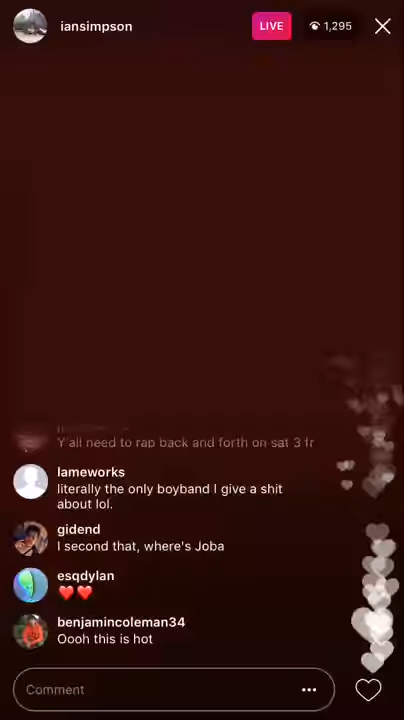 iansimpson
LIVE
1,295
Y'all need to rap back and forth on sat 3 fr
lameworks
literally the only boyband I give a shit
about lol.
gidend
I second that, where's Joba
esqdylan
❤️❤️
benjamincoleman34
Oooh this is hot
Comment